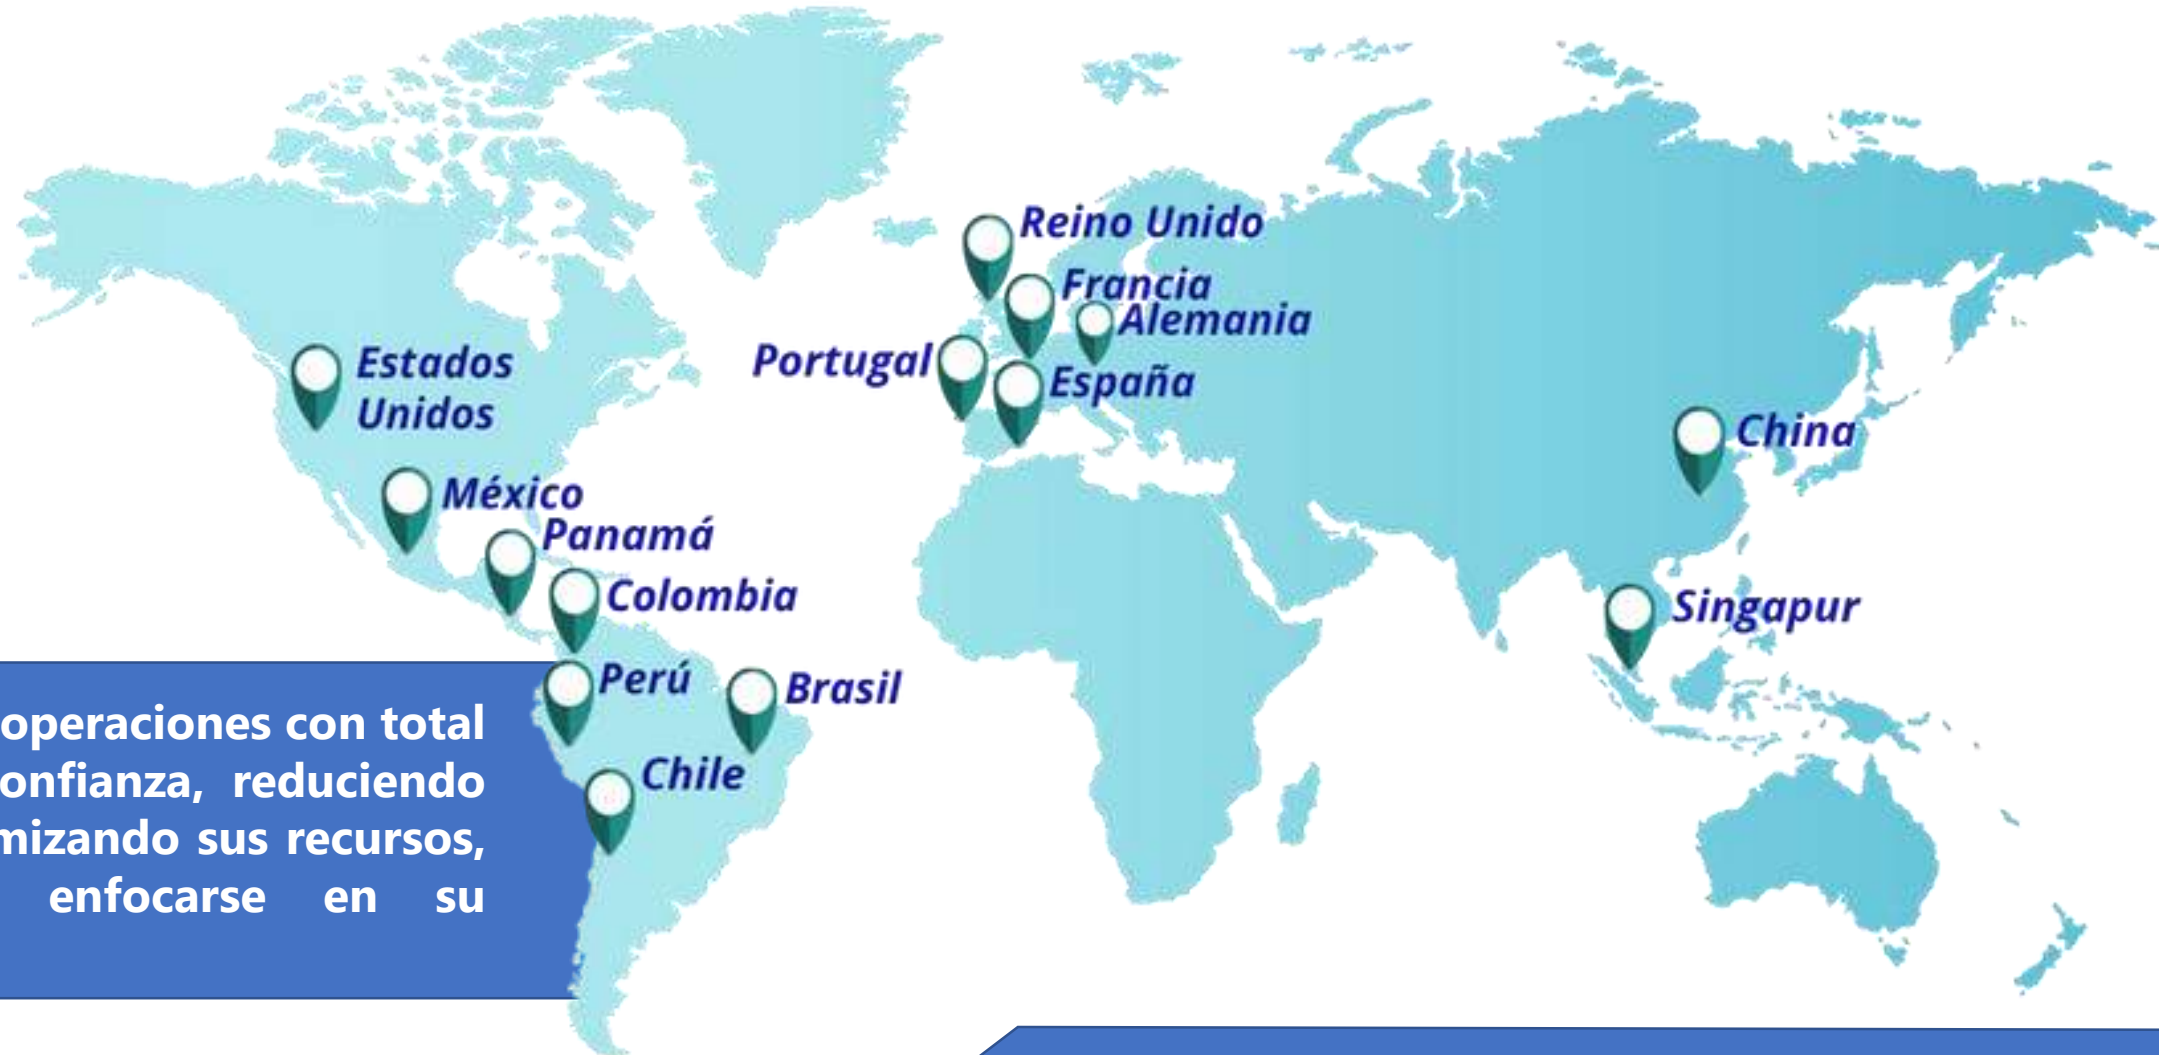 Reino Unido
Francia
Alemania
Portugal
España
Estados
Unidos
China
México
Panamá
Colombia
Singapur
Perú
Brasil
Chile
operaciones con total
onfianza, reduciendo
mizando sus recursos,
enfocarse en su